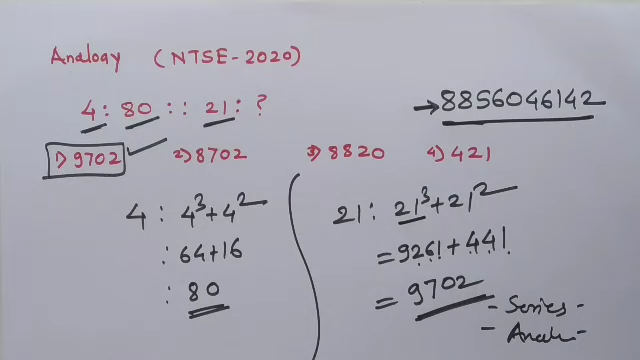 Analogy (NTSE-2020)
4 : 80 : : 21 : ?
→ 8856046142
1) 9702 2) 8702 3) 8820 4) 421
4 : 4³+4²
: 64+16
: 80
21 : 21³+21²
= 9261 + 441
= 9702
- Series -